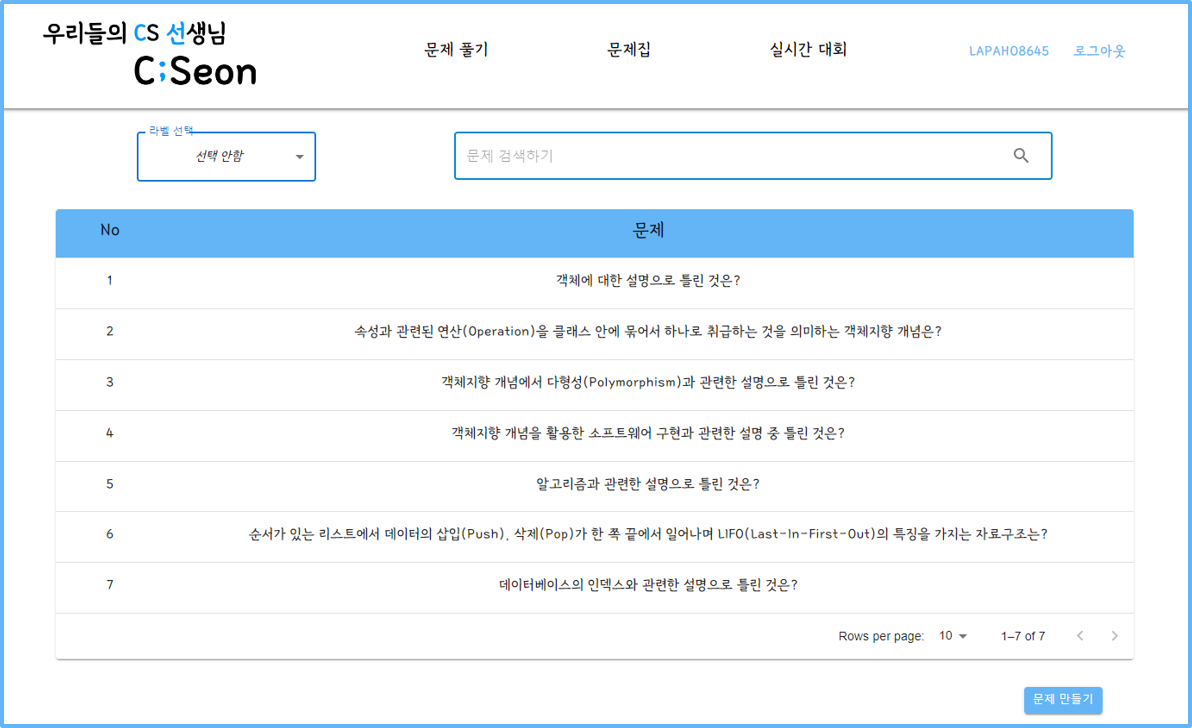 우리들의 CS 선생님
C;Seon
문제 풀기
문제집
실시간 대회
LAPAHO8645
로그아웃
라벨 선택
선택 안함
문제 검색하기
No 문제
1 객체에 대한 설명으로 틀린 것은?
2 속성과 관련된 연산(Operation)을 클래스 안에 묶어서 하나로 취급하는 것을 의미하는 객체지향 개념은?
3 객체지향 개념에서 다형성(Polymorphism)과 관련한 설명으로 틀린 것은?
4 객체지향 개념을 활용한 소프트웨어 구현과 관련한 설명 중 틀린 것은?
5 알고리즘과 관련한 설명으로 틀린 것은?
6 순서가 있는 리스트에서 데이터의 삽입(Push), 삭제(Pop)가 한 쪽 끝에서 일어나며 LIFO(Last-In-First-Out)의 특징을 가지는 자료구조는?
7 데이터베이스의 인덱스와 관련한 설명으로 틀린 것은?
Rows per page: 10 1–7 of 7
문제 만들기